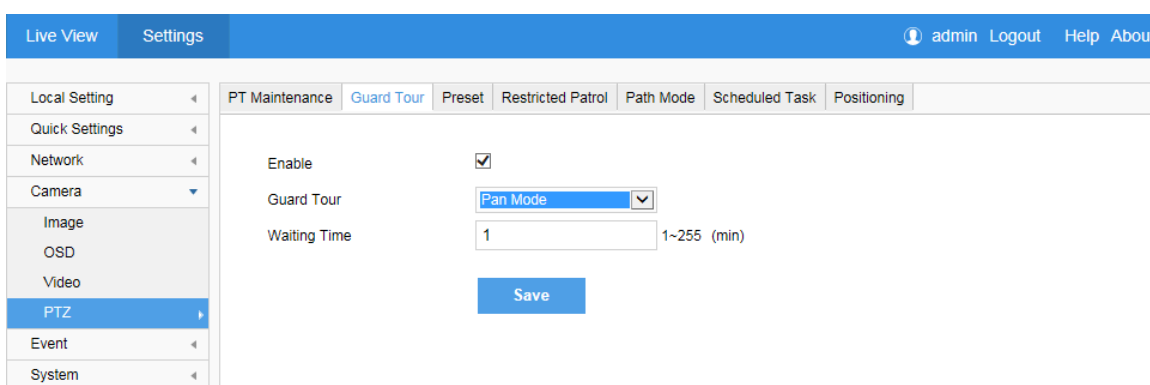 Live View Settings admin Logout Help Abou
Local Setting
Quick Settings
Network
Camera
Image
OSD
Video
PTZ
Event
System
PT Maintenance Guard Tour Preset Restricted Patrol Path Mode Scheduled Task Positioning
Enable
Guard Tour Pan Mode
Waiting Time 1 1~255 (min)
Save